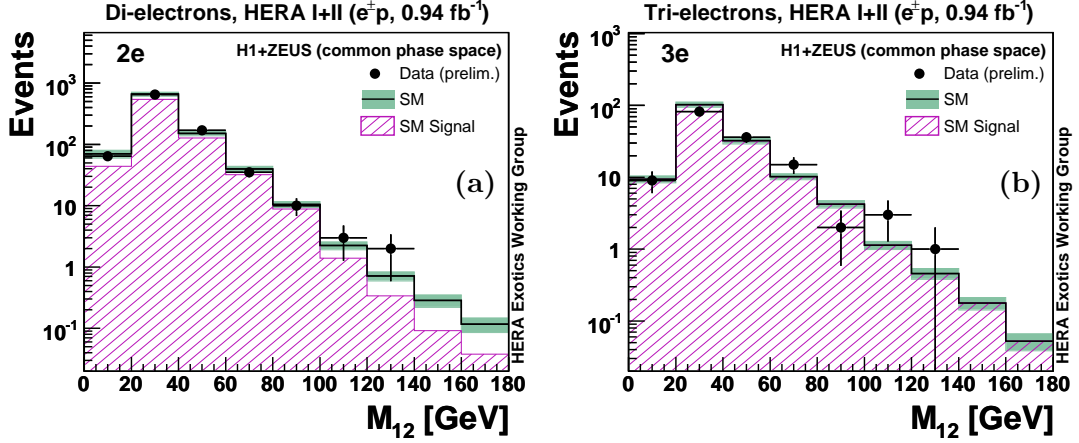 Di-electrons, HERA I+II (e±p, 0.94 fb-1)
Events
2e
H1+ZEUS (common phase space)
Data (prelim.)
SM
SM Signal
(a)
HERA Exotics Working Group
10³
10²
10
1
10⁻¹
0 20 40 60 80 100 120 140 160 180
M₁₂ [GeV]
Tri-electrons, HERA I+II (e±p, 0.94 fb-1)
Events
3e
H1+ZEUS (common phase space)
Data (prelim.)
SM
SM Signal
(b)
HERA Exotics Working Group
10³
10²
10
1
10⁻¹
0 20 40 60 80 100 120 140 160 180
M₁₂ [GeV]